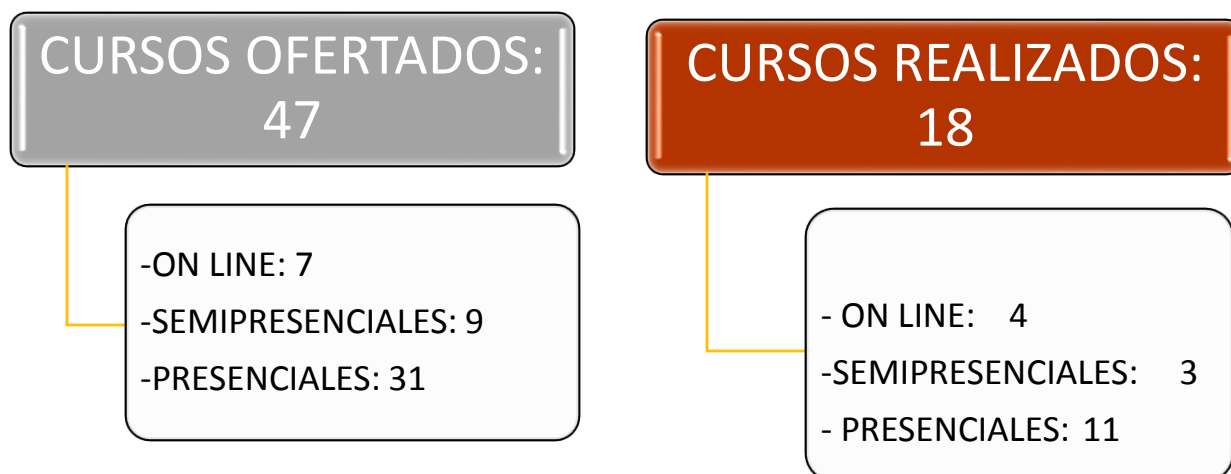 CURSOS OFERTADOS:
47
-ON LINE: 7
-SEMIPRESENCIALES: 9
-PRESENCIALES: 31
CURSOS REALIZADOS:
18
- ON LINE: 4
-SEMIPRESENCIALES: 3
- PRESENCIALES: 11